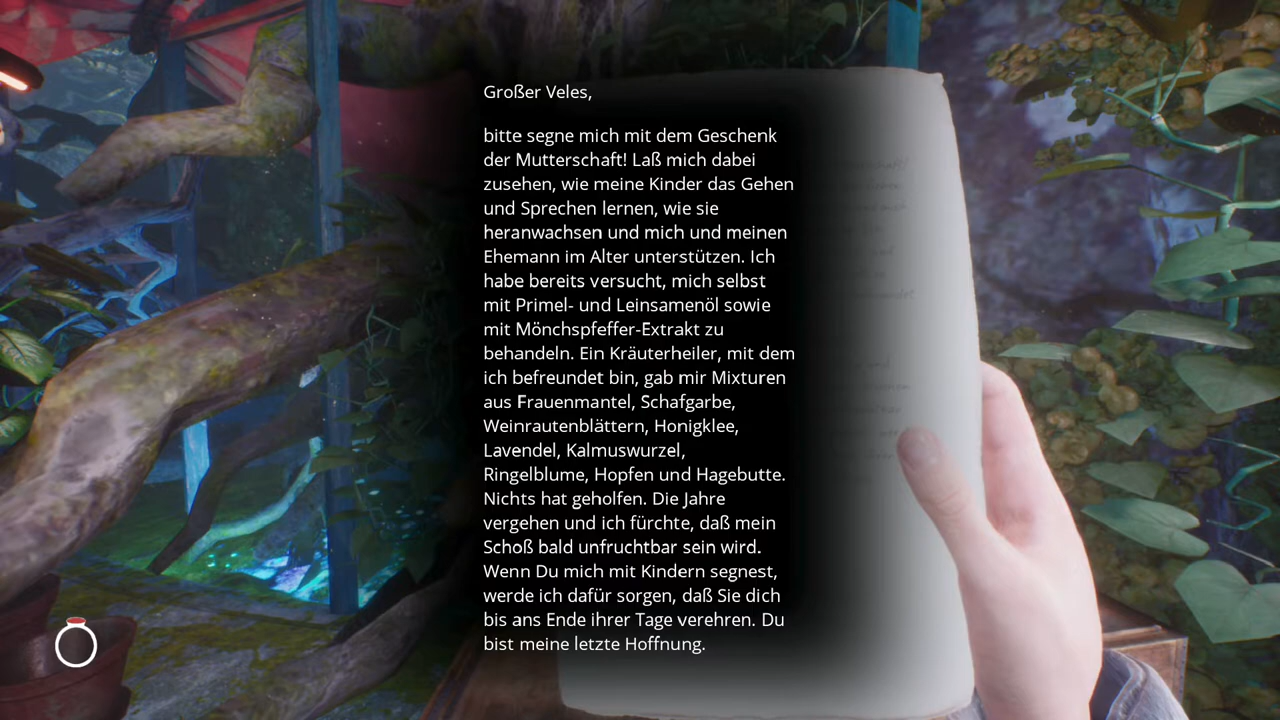 Großer Veles,
bitte segne mich mit dem Geschenk
der Mutterschaft! Laß mich dabei
zusehen, wie meine Kinder das Gehen
und Sprechen lernen, wie sie
heranwachsen und mich und meinen
Ehemann im Alter unterstützen. Ich
habe bereits versucht, mich selbst
mit Primel- und Leinsamenöl sowie
mit Mönchspfeffer-Extrakt zu
behandeln. Ein Kräuterheiler, mit dem
ich befreundet bin, gab mir Mixturen
aus Frauenmantel, Schafgarbe,
Weinrautenblättern, Honigklee,
Lavendel, Kalmuswurzel,
Ringelblume, Hopfen und Hagebutte.
Nichts hat geholfen. Die Jahre
vergehen und ich fürchte, daß mein
Schoß bald unfruchtbar sein wird.
Wenn Du mich mit Kindern segnest,
werde ich dafür sorgen, daß Sie dich
bis ans Ende ihrer Tage verehren. Du
bist meine letzte Hoffnung.